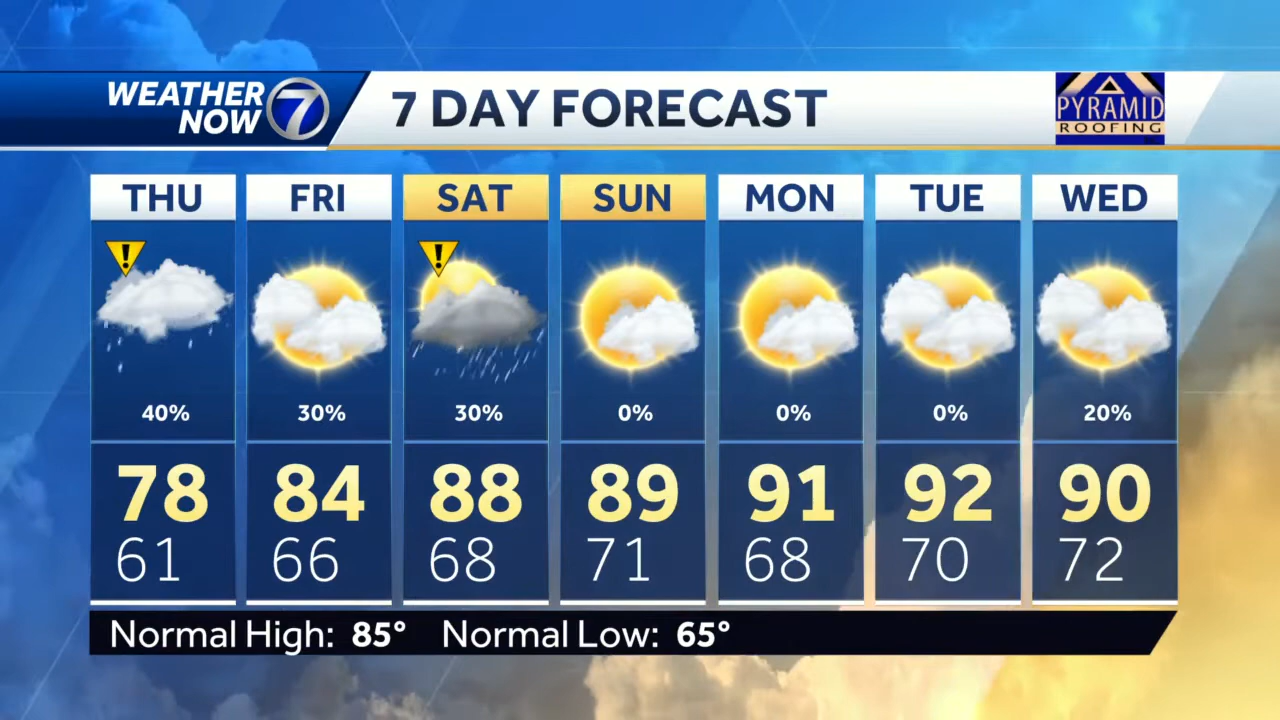 WEATHER
NOW 7
7 DAY FORECAST
PYRAMID
ROOFING
THU FRI SAT SUN MON TUE WED
! !
40% 30% 30% 0% 0% 0% 20%
78 84 88 89 91 92 90
61 66 68 71 68 70 72
Normal High: 85° Normal Low: 65°